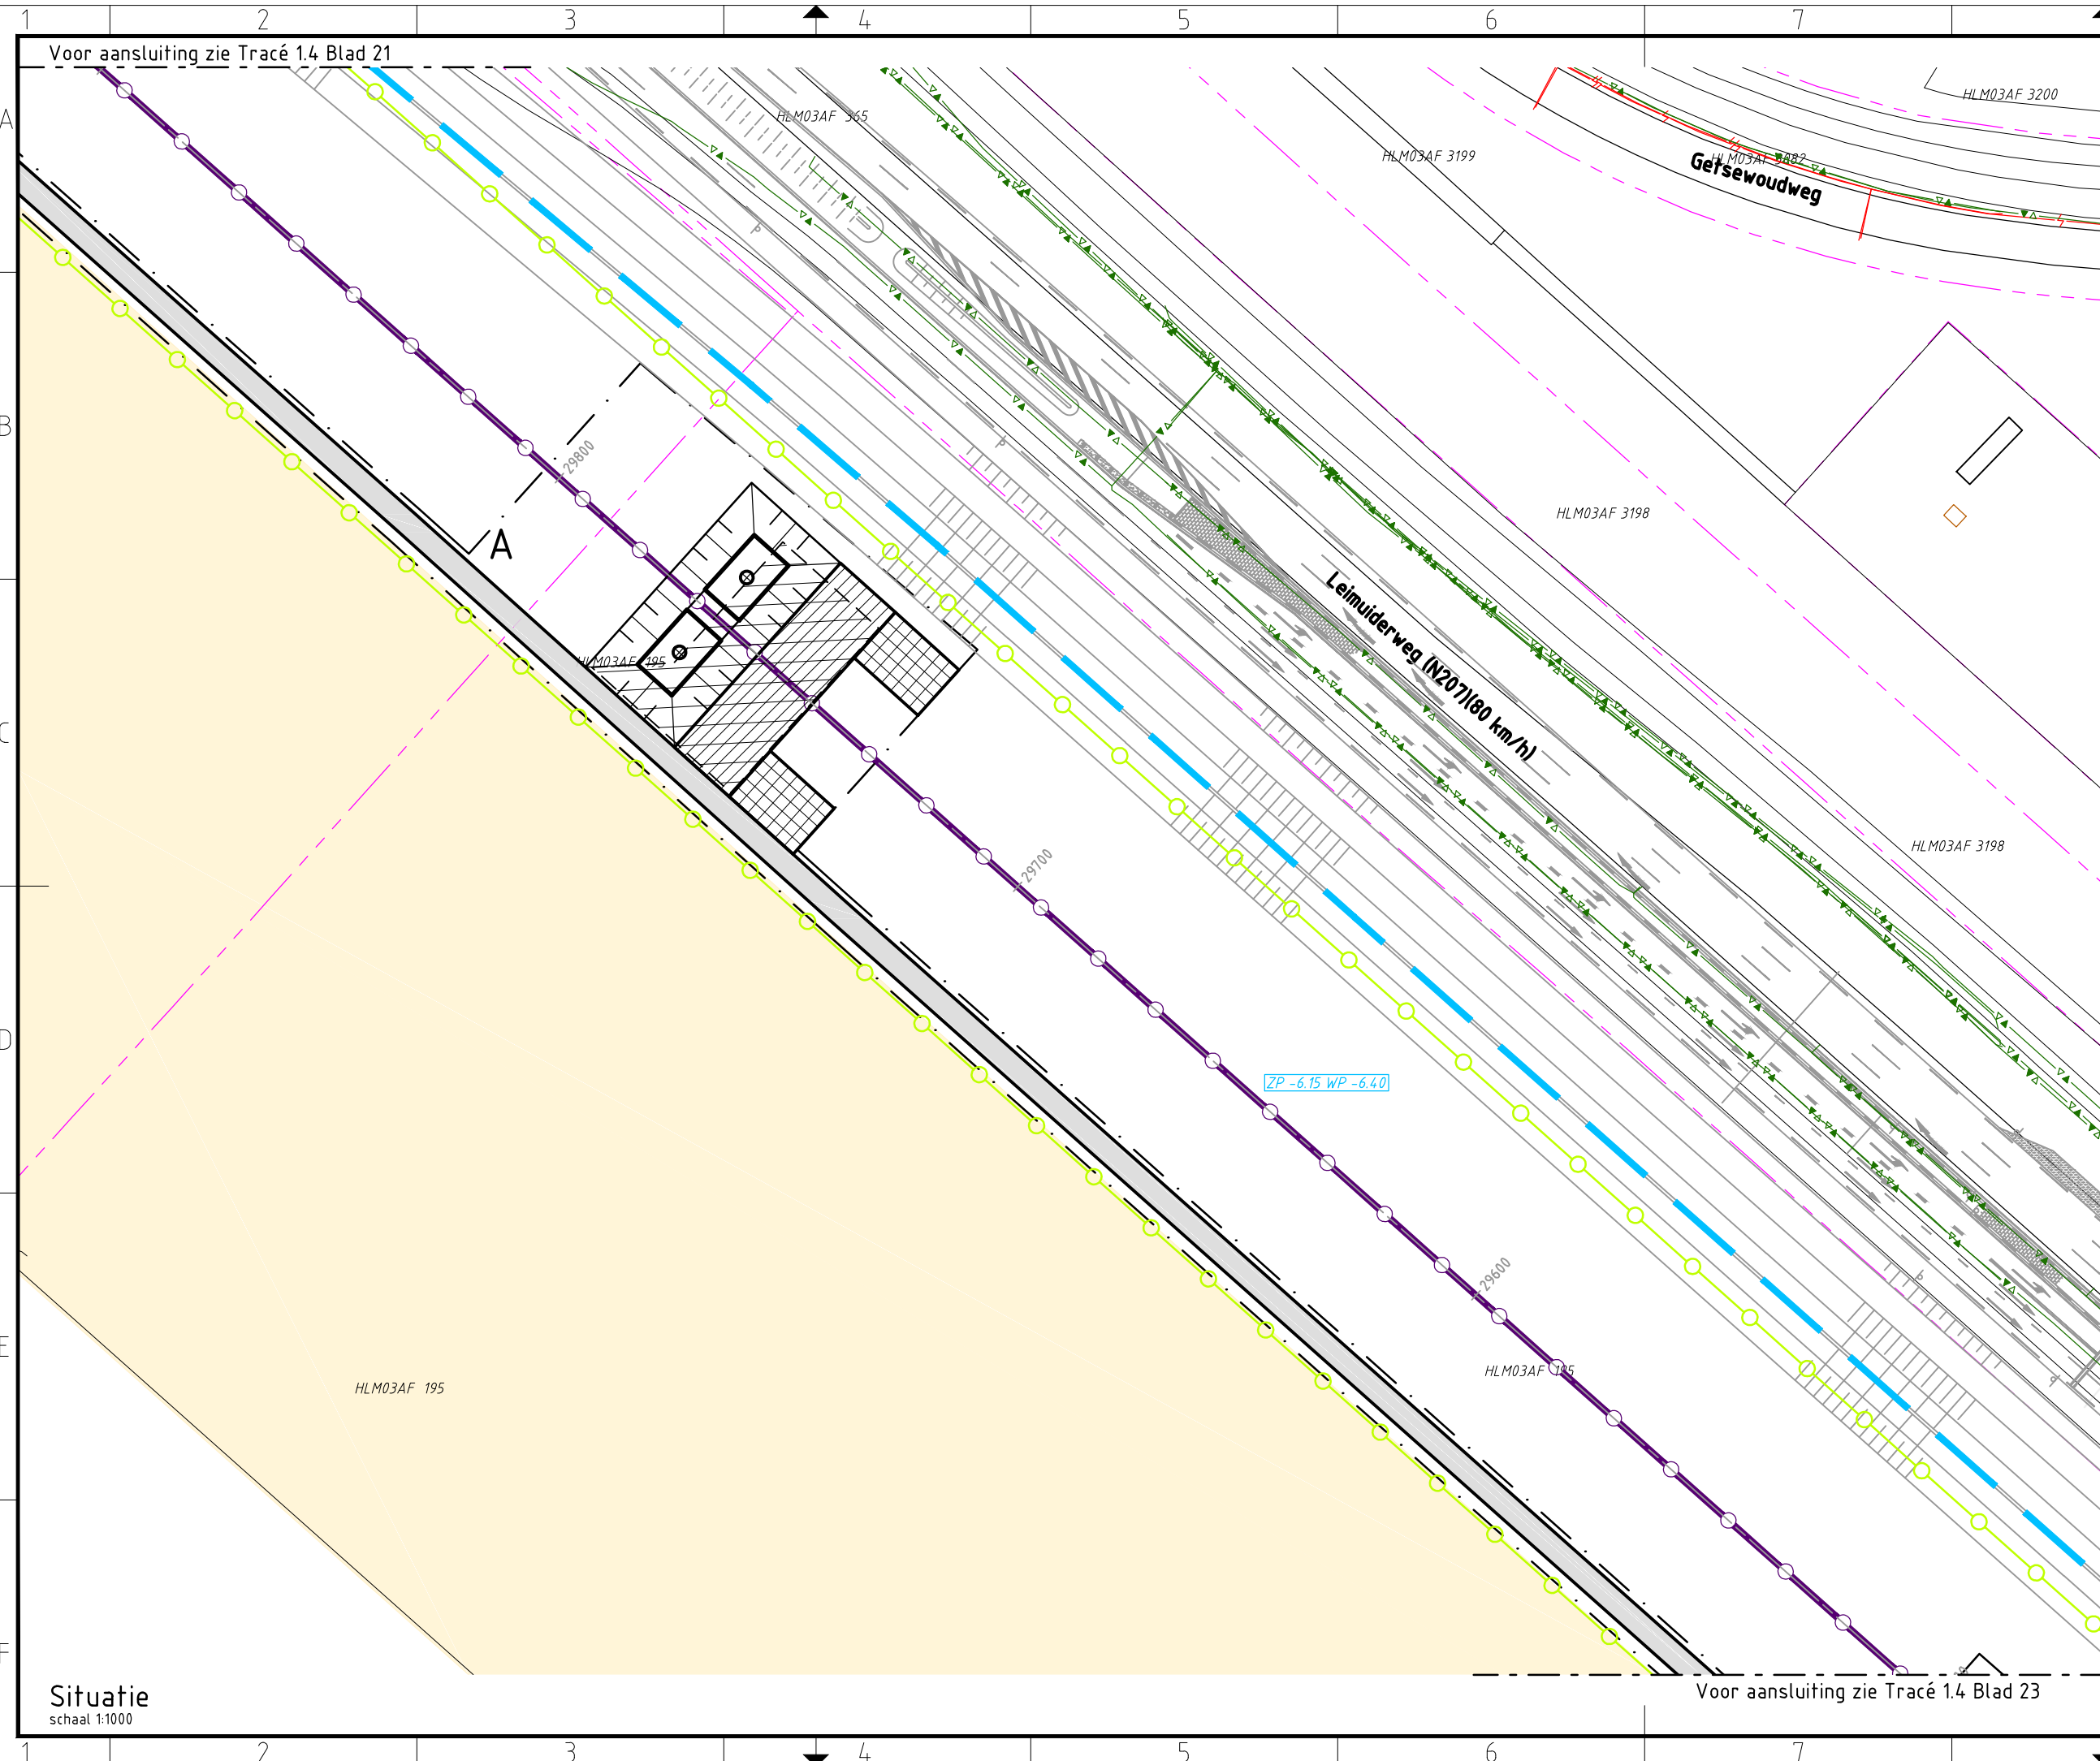 1 2 3 4 5 6 7
Voor aansluiting zie Tracé 1.4 Blad 21
A
HLM03AF 365
HLM03AF 3199
HLM03AF 3200
Getsewoudweg
B
29800
A
HLM03AF 3198
Leimuiderweg (N207)(80 km/h)
HLM03AF 195
C
29700
HLM03AF 3198
D
ZP -6.15 WP -6.40
29600
E
HLM03AF 195
HLM03AF 195
F
Situatie
schaal 1:1000
Voor aansluiting zie Tracé 1.4 Blad 23
1 2 3 4 5 6 7